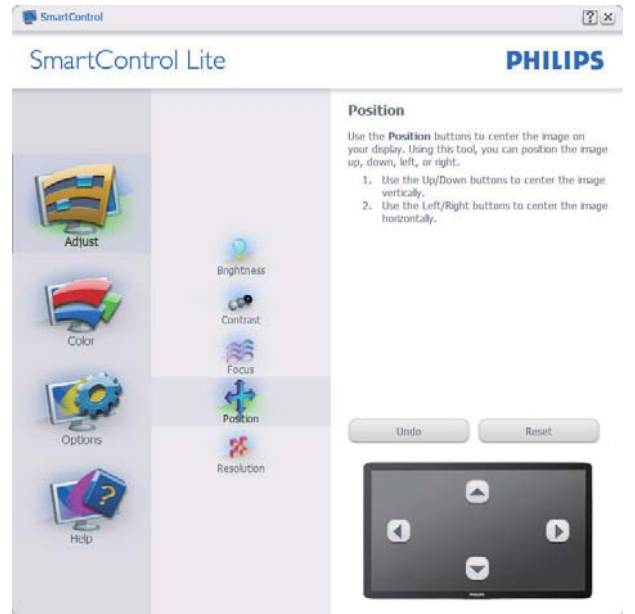 SmartControl
SmartControl Lite
PHILIPS
Adjust
Color
Options
Help
Brightness
Contrast
Focus
Position
Resolution
Position
Use the Position buttons to center the image on
your display. Using this tool, you can position the image
up, down, left, or right.
1. Use the Up/Down buttons to center the image
vertically.
2. Use the Left/Right buttons to center the image
horizontally.
Undo
Reset
PHILIPS